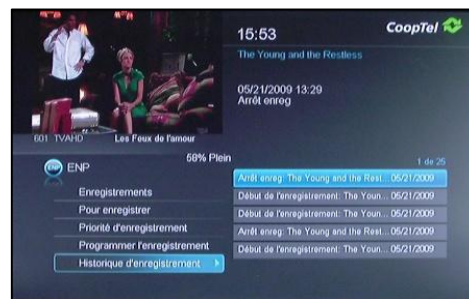 15:53
CoopTel
The Young and the Restless
05/21/2009 13:29
Arrêt enreg
601 TVAHD Les Feux de l'amour
58% Plein
1 de 25
ENP
Enregistrements
Pour enregistrer
Priorité d'enregistrement
Programmer l'enregistrement
Historique d'enregistrement
Arrêt enreg: The Young and the Rest... 05/21/2009
Début de l'enregistrement: The Youn... 05/21/2009
Début de l'enregistrement: The Youn... 05/21/2009
Arrêt enreg: The Young and the Rest... 05/21/2009
Début de l'enregistrement: The Youn... 05/21/2009